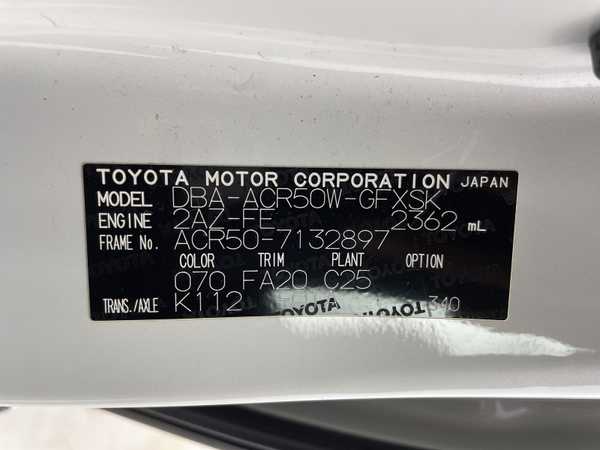 TOYOTA MOTOR CORPORATION JAPAN
MODEL DBA-ACR50W-GFXSK
ENGINE 2AZ-FE 2362 mL
FRAME No. ACR50-7132897
COLOR TRIM PLANT OPTION
070 FA20 C25
TRANS./AXLE K112 TOYOTA 340